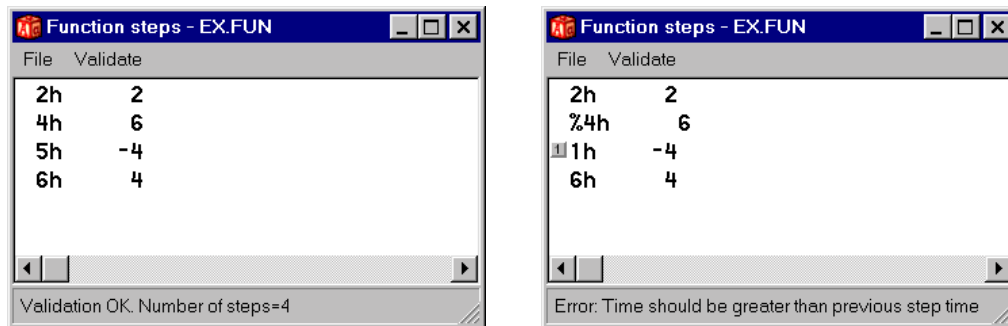 Function steps - EX.FUN
File Validate
2h 2
4h 6
5h -4
6h 4
Validation OK. Number of steps=4
Function steps - EX.FUN
File Validate
2h 2
%4h 6
1 1h -4
6h 4
Error: Time should be greater than previous step time